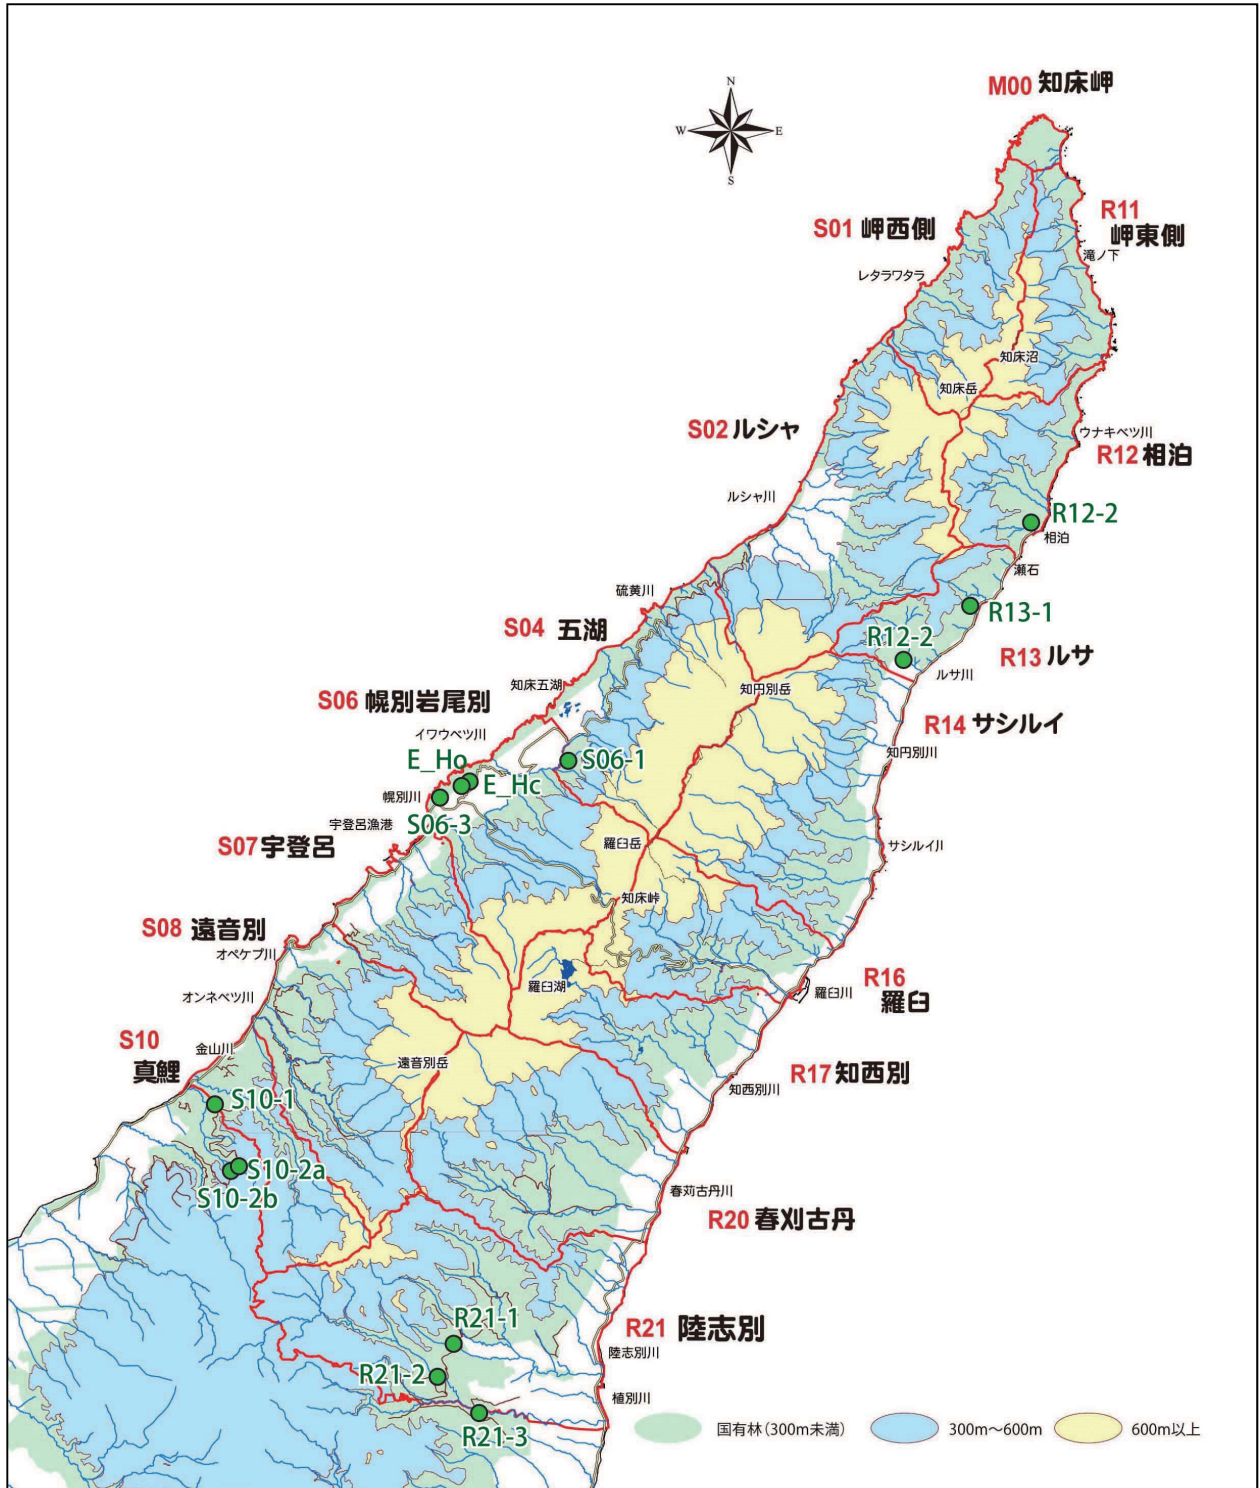 M00 知床岬
N
W
E
S
S01 岬西側
R11
岬東側
滝ノ下
レタラワタラ
知床沼
知床岳
S02 ルシャ
ウナキベツ川
R12 相泊
ルシャ川
R12-2
相泊
瀬石
硫黄川
R13-1
S04 五湖
R12-2
R13 ルサ
ルサ川
知床五湖
知円別岳
S06 幌別岩尾別
R14 サシルイ
イワウベツ川
知円別川
E_Ho
S06-1
E_Hc
幌別川
S06-3
宇登呂漁港
S07 宇登呂
羅臼岳
サシルイ川
知床峠
S08 遠音別
オペケプ川
羅臼湖
R16
羅臼
羅臼川
オンネベツ川
S10
真鯉
金山川
遠音別岳
R17 知西別
知西別川
S10-1
S10-2a
S10-2b
春苅古丹川
R20 春刈古丹
R21-1
R21 陸志別
陸志別川
R21-2
植別川
R21-3
国有林(300m未満)
300m〜600m
600m以上